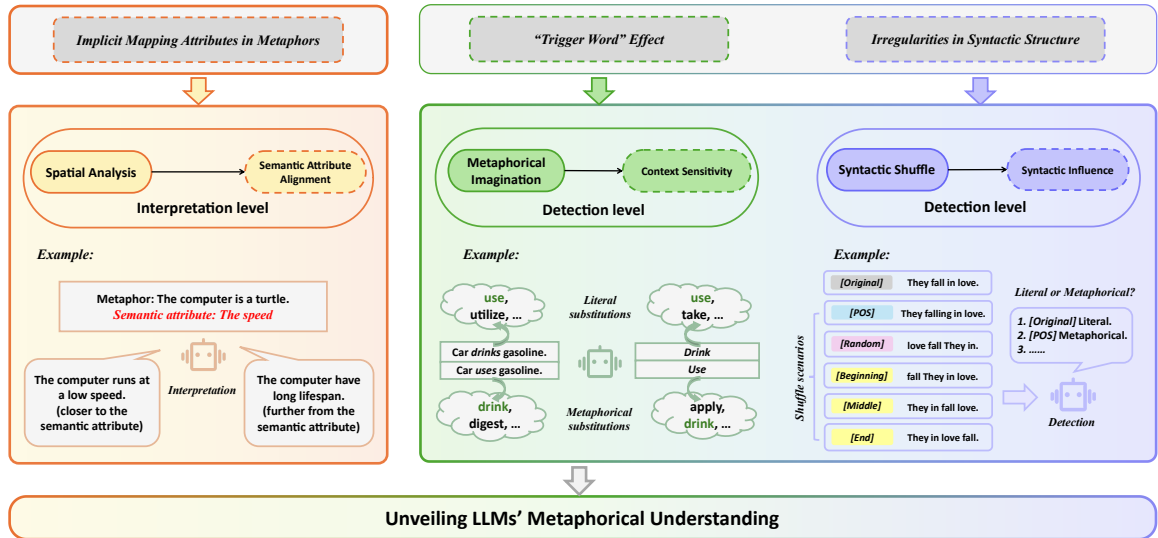 Implicit Mapping Attributes in Metaphors
"Trigger Word" Effect
Irregularities in Syntactic Structure
Spatial Analysis
Semantic Attribute
Alignment
Interpretation level
Example:
Metaphor: The computer is a turtle.
Semantic attribute: The speed
The computer runs at
a low speed.
(closer to the
semantic attribute)
Interpretation
The computer have
long lifespan.
(further from the
semantic attribute)
Metaphorical
Imagination
Context Sensitivity
Detection level
Example:
use,
utilize, ...
Literal
substitutions
use,
take, ...
Car drinks gasoline.
Car uses gasoline.
Drink
Use
drink,
digest, ...
Metaphorical
substitutions
apply,
drink, ...
Syntactic Shuffle
Syntactic Influence
Detection level
Example:
Shuffle scenarios
[Original] They fall in love.
[POS] They falling in love.
[Random] love fall They in.
[Beginning] fall They in love.
[Middle] They in fall love.
[End] They in love fall.
Literal or Metaphorical?
1. [Original] Literal.
2. [POS] Metaphorical.
3. ......
Detection
Unveiling LLMs' Metaphorical Understanding